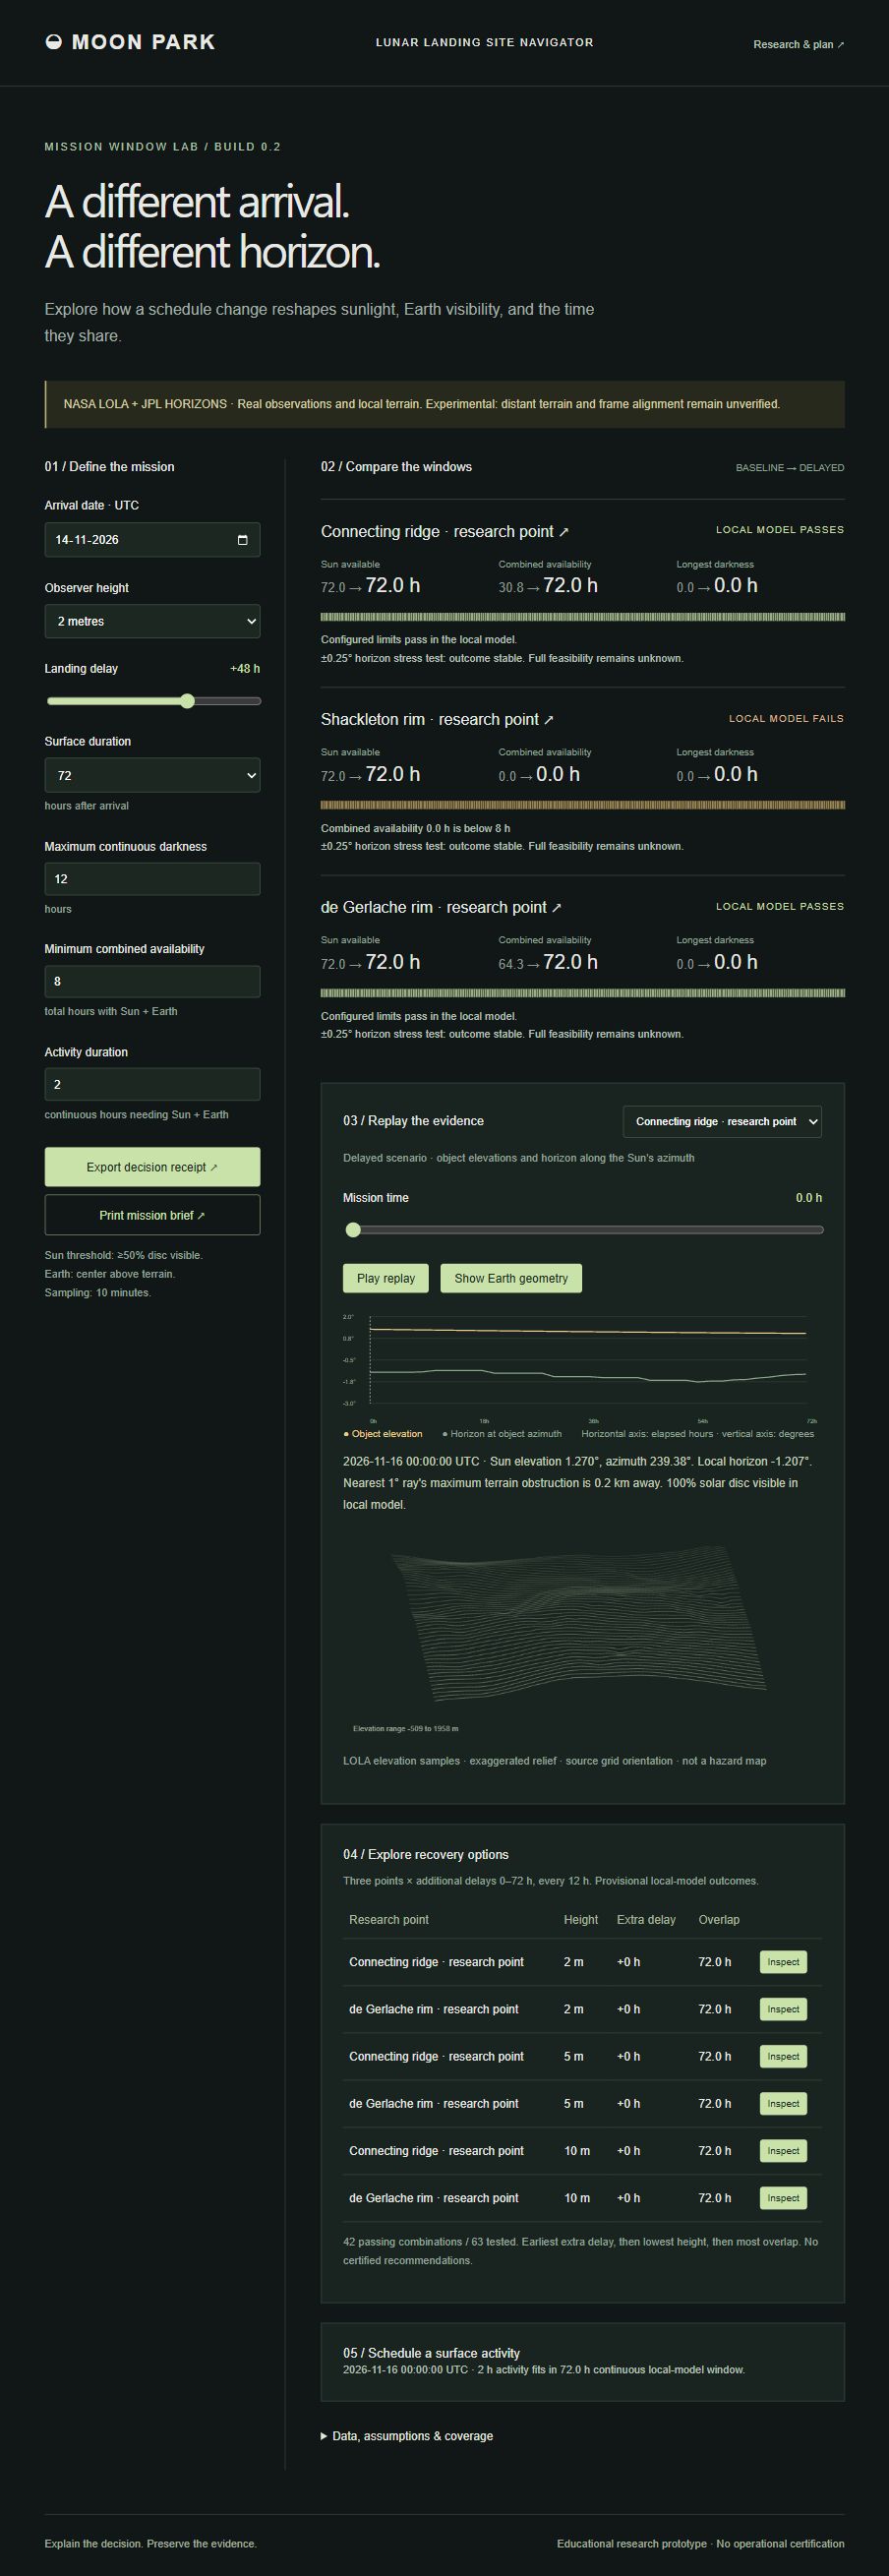 MOON PARK
LUNAR LANDING SITE NAVIGATOR
Research & plan ↗
MISSION WINDOW LAB / BUILD 0.2
A different arrival.
A different horizon.
Explore how a schedule change reshapes sunlight, Earth visibility, and the time
they share.
NASA LOLA + JPL HORIZONS · Real observations and local terrain. Experimental: distant terrain and frame alignment remain unverified.
01 / Define the mission
Arrival date · UTC
14-11-2026
Observer height
2 metres
Landing delay +48 h
Surface duration
72
hours after arrival
Maximum continuous darkness
12
hours
Minimum combined availability
8
total hours with Sun + Earth
Activity duration
2
continuous hours needing Sun + Earth
Export decision receipt ↗
Print mission brief ↗
Sun threshold: ≥50% disc visible.
Earth: center above terrain.
Sampling: 10 minutes.
02 / Compare the windows BASELINE → DELAYED
Connecting ridge · research point ↗ LOCAL MODEL PASSES
Sun available Combined availability Longest darkness
72.0 → 72.0 h 30.8 → 72.0 h 0.0 → 0.0 h
Configured limits pass in the local model.
±0.25° horizon stress test: outcome stable. Full feasibility remains unknown.
Shackleton rim · research point ↗ LOCAL MODEL FAILS
Sun available Combined availability Longest darkness
72.0 → 72.0 h 0.0 → 0.0 h 0.0 → 0.0 h
Combined availability 0.0 h is below 8 h
±0.25° horizon stress test: outcome stable. Full feasibility remains unknown.
de Gerlache rim · research point ↗ LOCAL MODEL PASSES
Sun available Combined availability Longest darkness
72.0 → 72.0 h 64.3 → 72.0 h 0.0 → 0.0 h
Configured limits pass in the local model.
±0.25° horizon stress test: outcome stable. Full feasibility remains unknown.
03 / Replay the evidence Connecting ridge · research point
Delayed scenario · object elevations and horizon along the Sun's azimuth
Mission time 0.0 h
Play replay Show Earth geometry
2.0°
0.8°
-0.5°
-1.8°
-3.0°
0h 18h 36h 54h 72h
● Object elevation ● Horizon at object azimuth Horizontal axis: elapsed hours · vertical axis: degrees
2026-11-16 00:00:00 UTC · Sun elevation 1.270°, azimuth 239.38°. Local horizon -1.207°.
Nearest 1° ray's maximum terrain obstruction is 0.2 km away. 100% solar disc visible in
local model.
Elevation range -509 to 1958 m
LOLA elevation samples · exaggerated relief · source grid orientation · not a hazard map
04 / Explore recovery options
Three points × additional delays 0–72 h, every 12 h. Provisional local-model outcomes.
Research point Height Extra delay Overlap
Connecting ridge · research point 2 m +0 h 72.0 h Inspect
de Gerlache rim · research point 2 m +0 h 72.0 h Inspect
Connecting ridge · research point 5 m +0 h 72.0 h Inspect
de Gerlache rim · research point 5 m +0 h 72.0 h Inspect
Connecting ridge · research point 10 m +0 h 72.0 h Inspect
de Gerlache rim · research point 10 m +0 h 72.0 h Inspect
42 passing combinations / 63 tested. Earliest extra delay, then lowest height, then most overlap. No
certified recommendations.
05 / Schedule a surface activity
2026-11-16 00:00:00 UTC · 2 h activity fits in 72.0 h continuous local-model window.
▶ Data, assumptions & coverage
Explain the decision. Preserve the evidence.
Educational research prototype · No operational certification